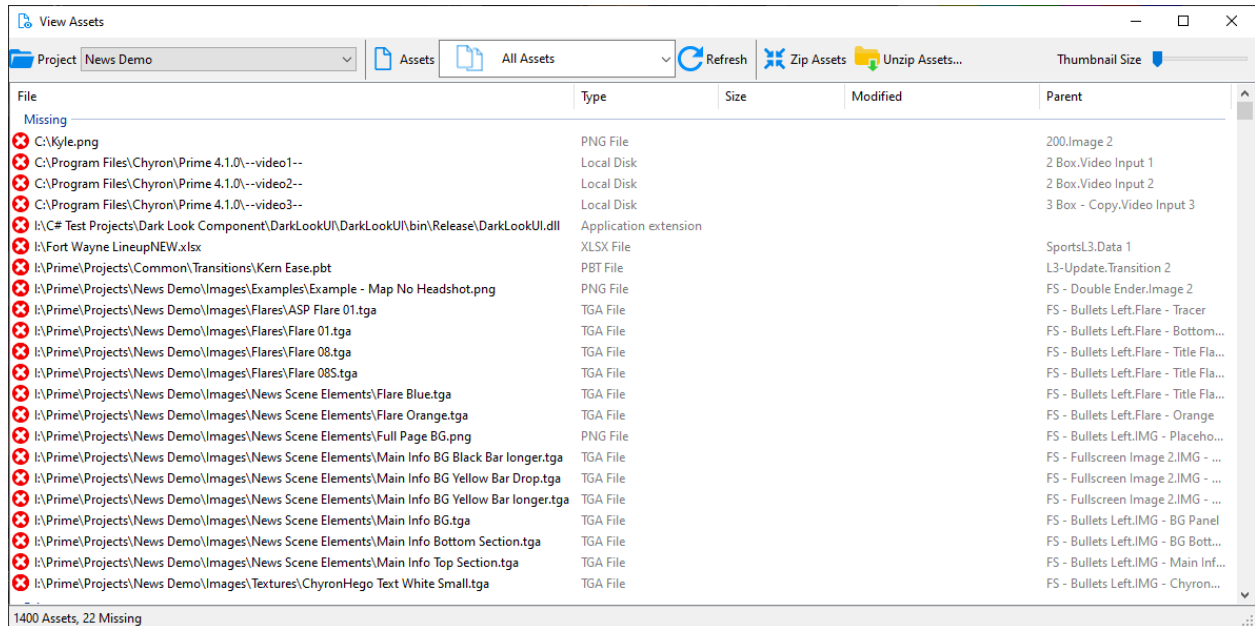 View Assets
Project News Demo Assets All Assets Refresh Zip Assets Unzip Assets... Thumbnail Size
File Type Size Modified Parent
Missing
C:\Kyle.png PNG File 200.Image 2
C:\Program Files\Chyron\Prime 4.1.0\--video1-- Local Disk 2 Box.Video Input 1
C:\Program Files\Chyron\Prime 4.1.0\--video2-- Local Disk 2 Box.Video Input 2
C:\Program Files\Chyron\Prime 4.1.0\--video3-- Local Disk 3 Box - Copy.Video Input 3
I:\C# Test Projects\Dark Look Component\DarkLookUI\DarkLookUI\bin\Release\DarkLookUI.dll Application extension
I:\Fort Wayne LineupNEW.xlsx XLSX File SportsL3.Data 1
I:\Prime\Projects\Common\Transitions\Kern Ease.pbt PBT File L3-Update.Transition 2
I:\Prime\Projects\News Demo\Images\Examples\Example - Map No Headshot.png PNG File FS - Double Ender.Image 2
I:\Prime\Projects\News Demo\Images\Flares\ASP Flare 01.tga TGA File FS - Bullets Left.Flare - Tracer
I:\Prime\Projects\News Demo\Images\Flares\Flare 01.tga TGA File FS - Bullets Left.Flare - Bottom...
I:\Prime\Projects\News Demo\Images\Flares\Flare 08.tga TGA File FS - Bullets Left.Flare - Title Fla...
I:\Prime\Projects\News Demo\Images\Flares\Flare 08S.tga TGA File FS - Bullets Left.Flare - Title Fla...
I:\Prime\Projects\News Demo\Images\News Scene Elements\Flare Blue.tga TGA File FS - Bullets Left.Flare - Title Fla...
I:\Prime\Projects\News Demo\Images\News Scene Elements\Flare Orange.tga TGA File FS - Bullets Left.Flare - Orange
I:\Prime\Projects\News Demo\Images\News Scene Elements\Full Page BG.png PNG File FS - Bullets Left.IMG - Placeho...
I:\Prime\Projects\News Demo\Images\News Scene Elements\Main Info BG Black Bar longer.tga TGA File FS - Fullscreen Image 2.IMG - ...
I:\Prime\Projects\News Demo\Images\News Scene Elements\Main Info BG Yellow Bar Drop.tga TGA File FS - Fullscreen Image 2.IMG - ...
I:\Prime\Projects\News Demo\Images\News Scene Elements\Main Info BG Yellow Bar longer.tga TGA File FS - Fullscreen Image 2.IMG - ...
I:\Prime\Projects\News Demo\Images\News Scene Elements\Main Info BG.tga TGA File FS - Bullets Left.IMG - BG Panel
I:\Prime\Projects\News Demo\Images\News Scene Elements\Main Info Bottom Section.tga TGA File FS - Bullets Left.IMG - BG Bott...
I:\Prime\Projects\News Demo\Images\News Scene Elements\Main Info Top Section.tga TGA File FS - Bullets Left.IMG - Main Inf...
I:\Prime\Projects\News Demo\Images\Textures\ChyronHego Text White Small.tga TGA File FS - Bullets Left.IMG - Chyron...
1400 Assets, 22 Missing